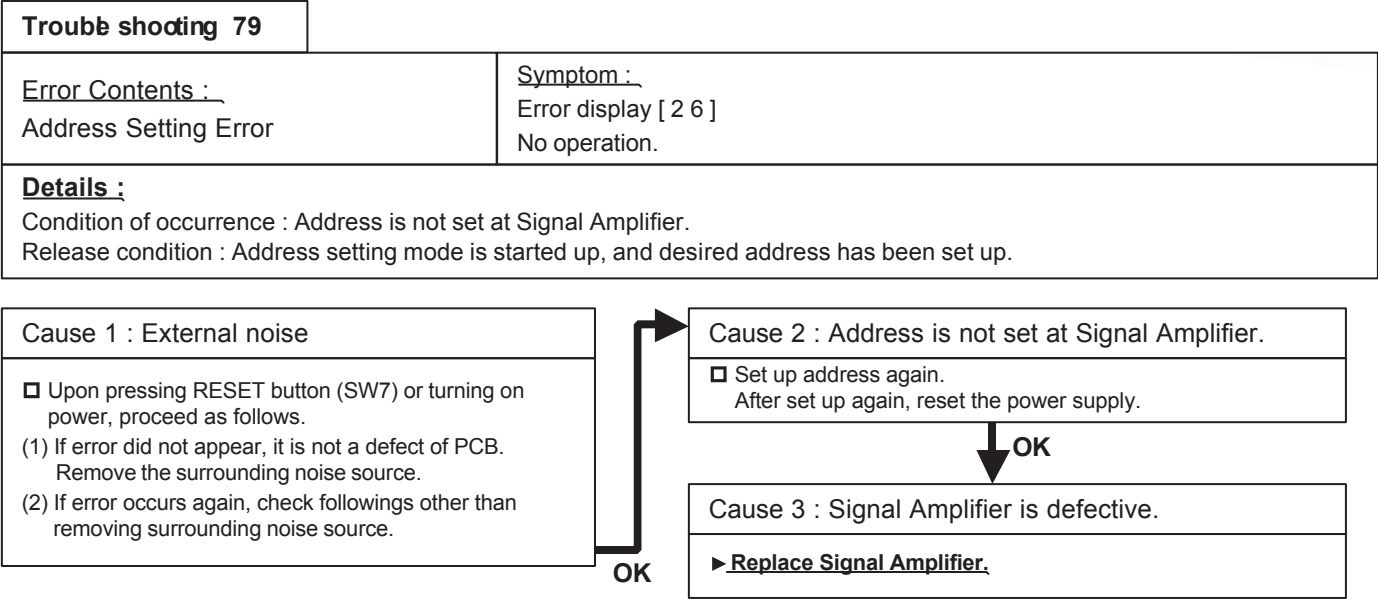 Trouble shooting 79
Error Contents :
Address Setting Error
Symptom :
Error display [ 2 6 ]
No operation.
Details :
Condition of occurrence : Address is not set at Signal Amplifier.
Release condition : Address setting mode is started up, and desired address has been set up.
Cause 1 : External noise
Upon pressing RESET button (SW7) or turning on
power, proceed as follows.
(1) If error did not appear, it is not a defect of PCB.
Remove the surrounding noise source.
(2) If error occurs again, check followings other than
removing surrounding noise source.
OK
Cause 2 : Address is not set at Signal Amplifier.
Set up address again.
After set up again, reset the power supply.
OK
Cause 3 : Signal Amplifier is defective.
►Replace Signal Amplifier.